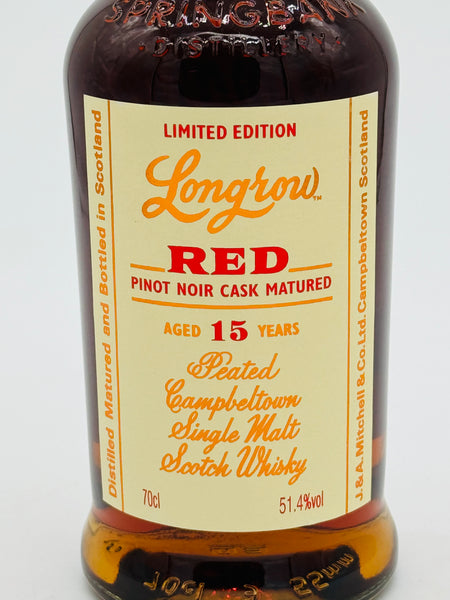 SPRINGBANK
·DISTILLERY·
LIMITED EDITION
Longrow™
RED
PINOT NOIR CASK MATURED
AGED 15 YEARS
Peated
Campbeltown
Single Malt
Scotch Whisky
70cl
51.4%vol
Distilled Matured and Bottled in Scotland
J.&A.Mitchell & Co.Ltd.Campbeltown Scotland